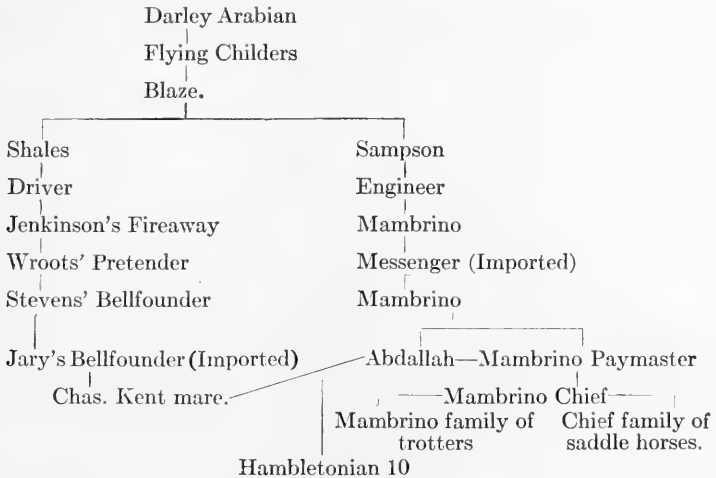 Darley Arabian
Flying Childers
Blaze.
Shales Sampson
Driver Engineer
Jenkinson's Fireaway Mambrino
Wroots' Pretender Messenger (Imported)
Stevens' Bellfounder Mambrino
Jary's Bellfounder (Imported) Abdallah—Mambrino Paymaster
Chas. Kent mare. —Mambrino Chief—
Mambrino family of Chief family of
trotters saddle horses.
Hambletonian 10